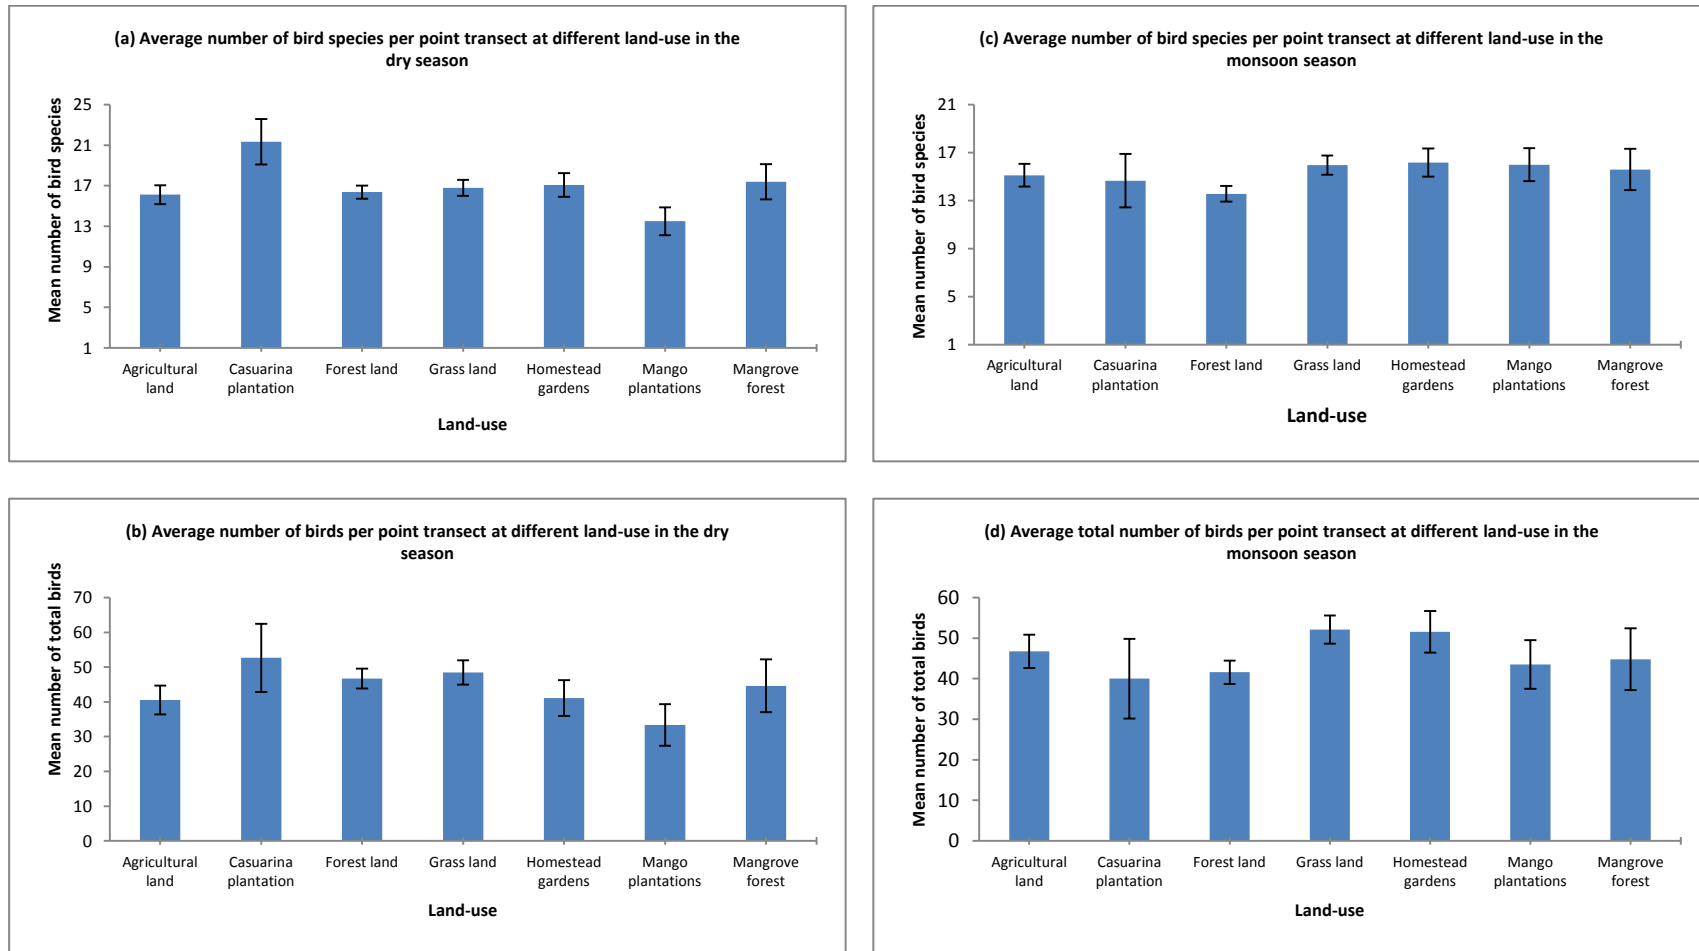 (a) Average number of bird species per point transect at different land-use in the
dry season
Mean number of bird species
25
21
17
13
9
5
1
Agricultural
land
Casuarina
plantation
Forest land
Grass land
Homestead
gardens
Mango
plantations
Mangrove
forest
Land-use
(c) Average number of bird species per point transect at different land-use in the
monsoon season
Mean number of bird species
21
17
13
9
5
1
Agricultural
land
Casuarina
plantation
Forest land
Grass land
Homestead
gardens
Mango
plantations
Mangrove
forest
Land-use
(b) Average number of birds per point transect at different land-use in the dry
season
Mean number of total birds
70
60
50
40
30
20
10
0
Agricultural
land
Casuarina
plantation
Forest land
Grass land
Homestead
gardens
Mango
plantations
Mangrove
forest
Land-use
(d) Average total number of birds per point transect at different land-use in the
monsoon season
Mean number of total birds
60
50
40
30
20
10
0
Agricultural
land
Casuarina
plantation
Forest land
Grass land
Homestead
gardens
Mango
plantations
Mangrove
forest
Land-use